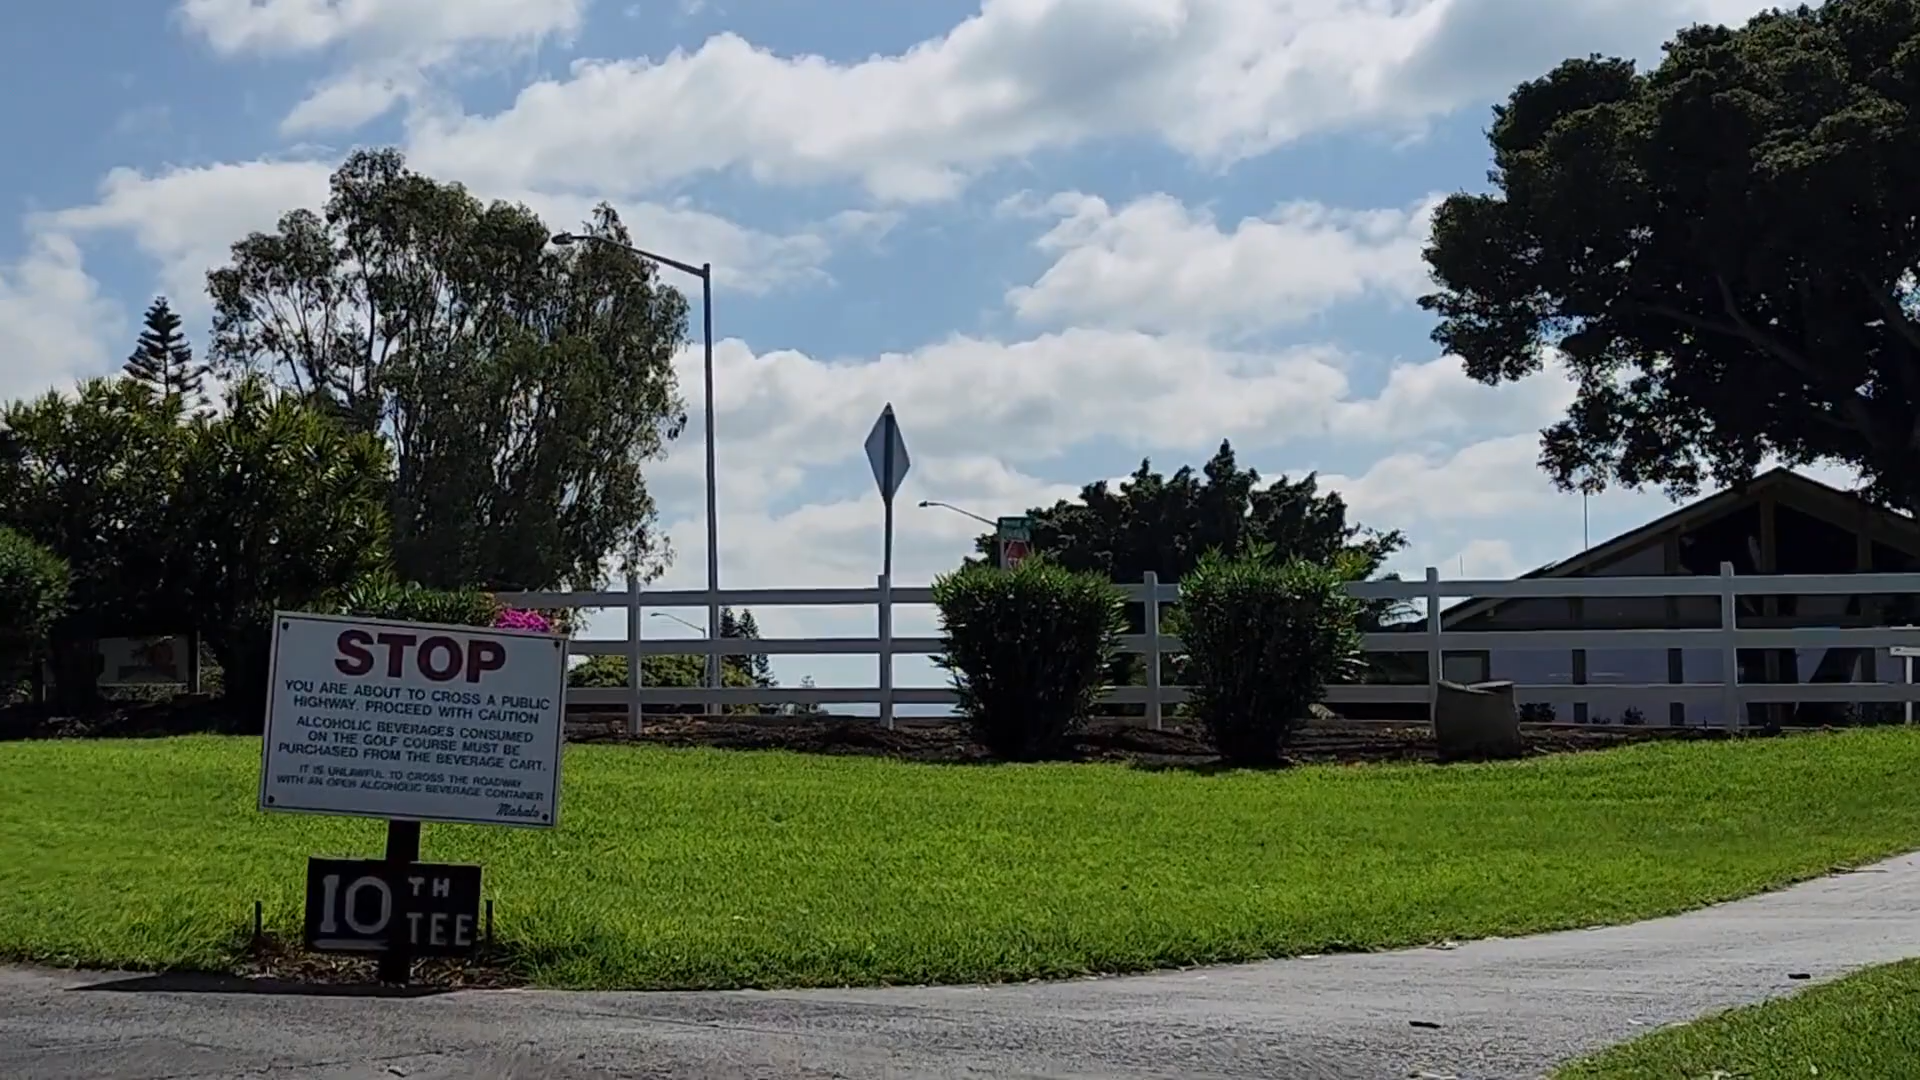 STOP
YOU ARE ABOUT TO CROSS A PUBLIC
HIGHWAY. PROCEED WITH CAUTION
ALCOHOLIC BEVERAGES CONSUMED
ON THE GOLF COURSE MUST BE
PURCHASED FROM THE BEVERAGE CART.
IT IS UNLAWFUL TO CROSS THE ROADWAY
WITH AN OPEN ALCOHOLIC BEVERAGE CONTAINER
Mahalo
10 TH
TEE